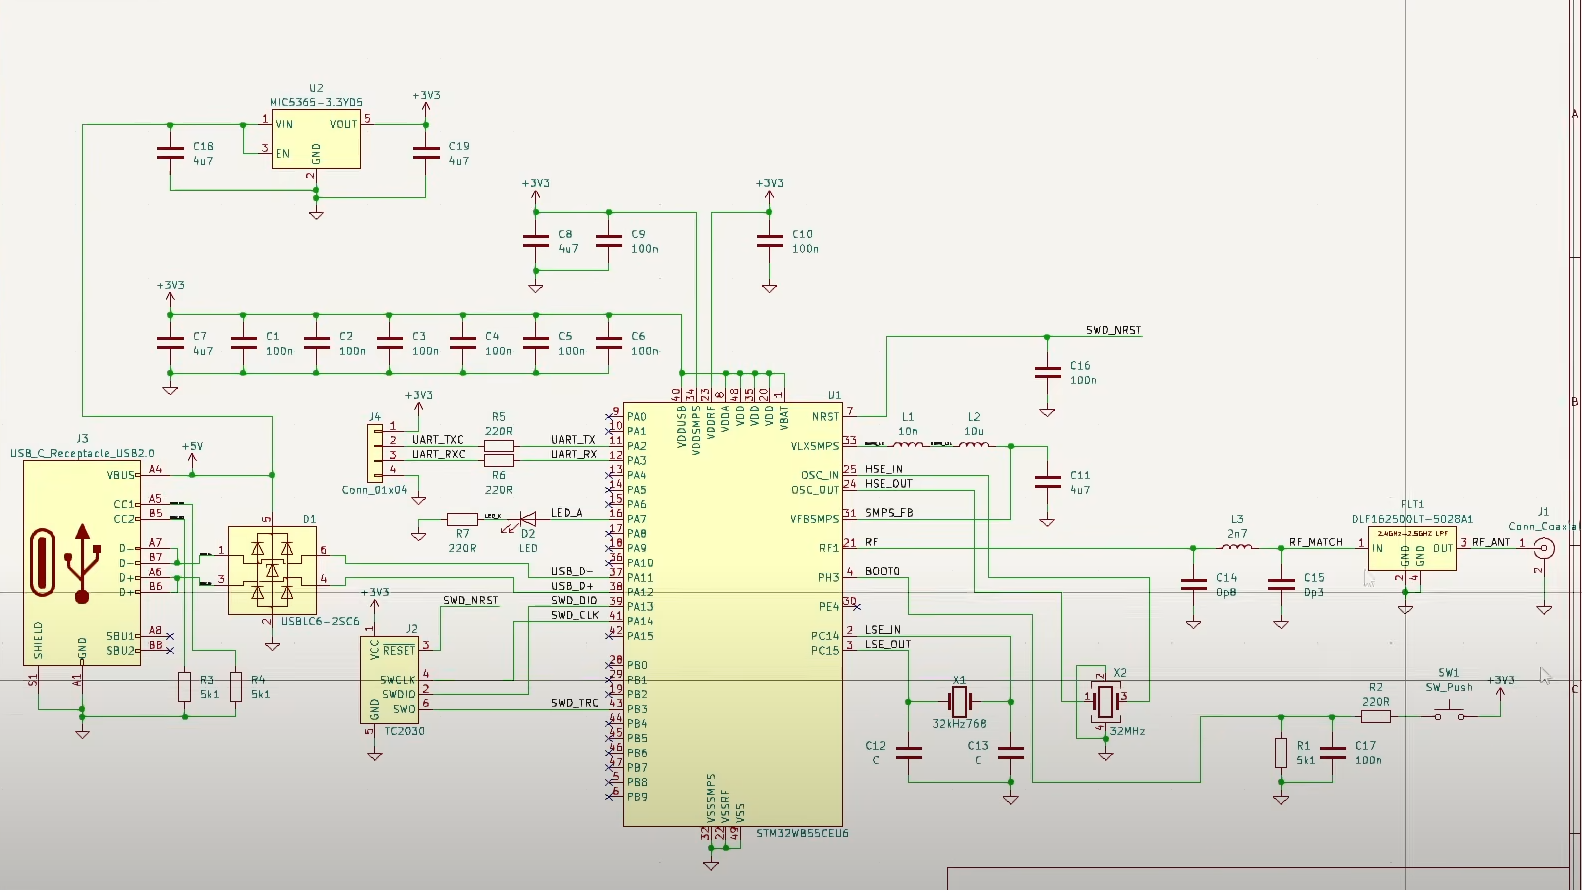 U2
MIC5365-3.3YD5
+3V3
1 VIN VOUT 5
3 EN
GND
2
C18
4u7
C19
4u7
+3V3
C8
4u7
C9
100n
+3V3
C10
100n
+3V3
C7
4u7
C1
100n
C2
100n
C3
100n
C4
100n
C5
100n
C6
100n
SWD_NRST
C16
100n
J3
USB_C_Receptacle_USB2.0
+5V
VBUS A4
CC1 A5
CC2 B5
D- A7
D- B7
D+ A6
D+ B6
SBU1 A8
SBU2 B8
SHIELD
GND
S1
A1
D1
5
1
6
3
4
2
USBLC6-2SC6
R3
5k1
R4
5k1
+3V3
J4
1
2
3
4
Conn_01x04
UART_TXC
UART_RXC
R5
220R
R6
220R
UART_TX
UART_RX
R7
220R
LED_K
D2
LED
LED_A
USB_D-
USB_D+
SWD_DIO
SWD_CLK
SWD_NRST
+3V3
J2
1
VCC
RESET 3
SWCLK 4
SWDIO 2
SWO 6
GND
5
TC2030
SWD_TRC
U1
40 34 23 8 48 35 20 1
VDDUSB
VDDSMPS
VDDRF
VDDA
VDD
VDD
VDD
VBAT
9 PA0
10 PA1
11 PA2
12 PA3
13 PA4
14 PA5
15 PA6
16 PA7
17 PA8
18 PA9
36 PA10
37 PA11
38 PA12
39 PA13
41 PA14
42 PA15
28 PB0
29 PB1
19 PB2
43 PB3
44 PB4
45 PB5
46 PB6
47 PB7
5 PB8
6 PB9
NRST 7
VLXSMPS 33
OSC_IN 25
OSC_OUT 24
VFBSMPS 31
RF1 21
PH3 4
PE4 30
PC14 2
PC15 3
VSSSMPS
VSSRF
VSS
32 22 49
STM32WB55CEU6
L1
10n
L2
10u
C11
4u7
HSE_IN
HSE_OUT
SMPS_FB
RF
BOOT0
LSE_IN
LSE_OUT
X1
32kHz768
C12
C
C13
C
X2
2
1
3
4
32MHz
L3
2n7
C14
0p8
C15
0p3
RF_MATCH
FLT1
DLF162500LT-5028A1
2.4GHz-2.5GHz LPF
1 IN OUT 3
GND
GND
2 4
RF_ANT
J1
Conn_Coaxial
1
2
SW1
SW_Push
+3V3
R2
220R
R1
5k1
C17
100n
A
B
C